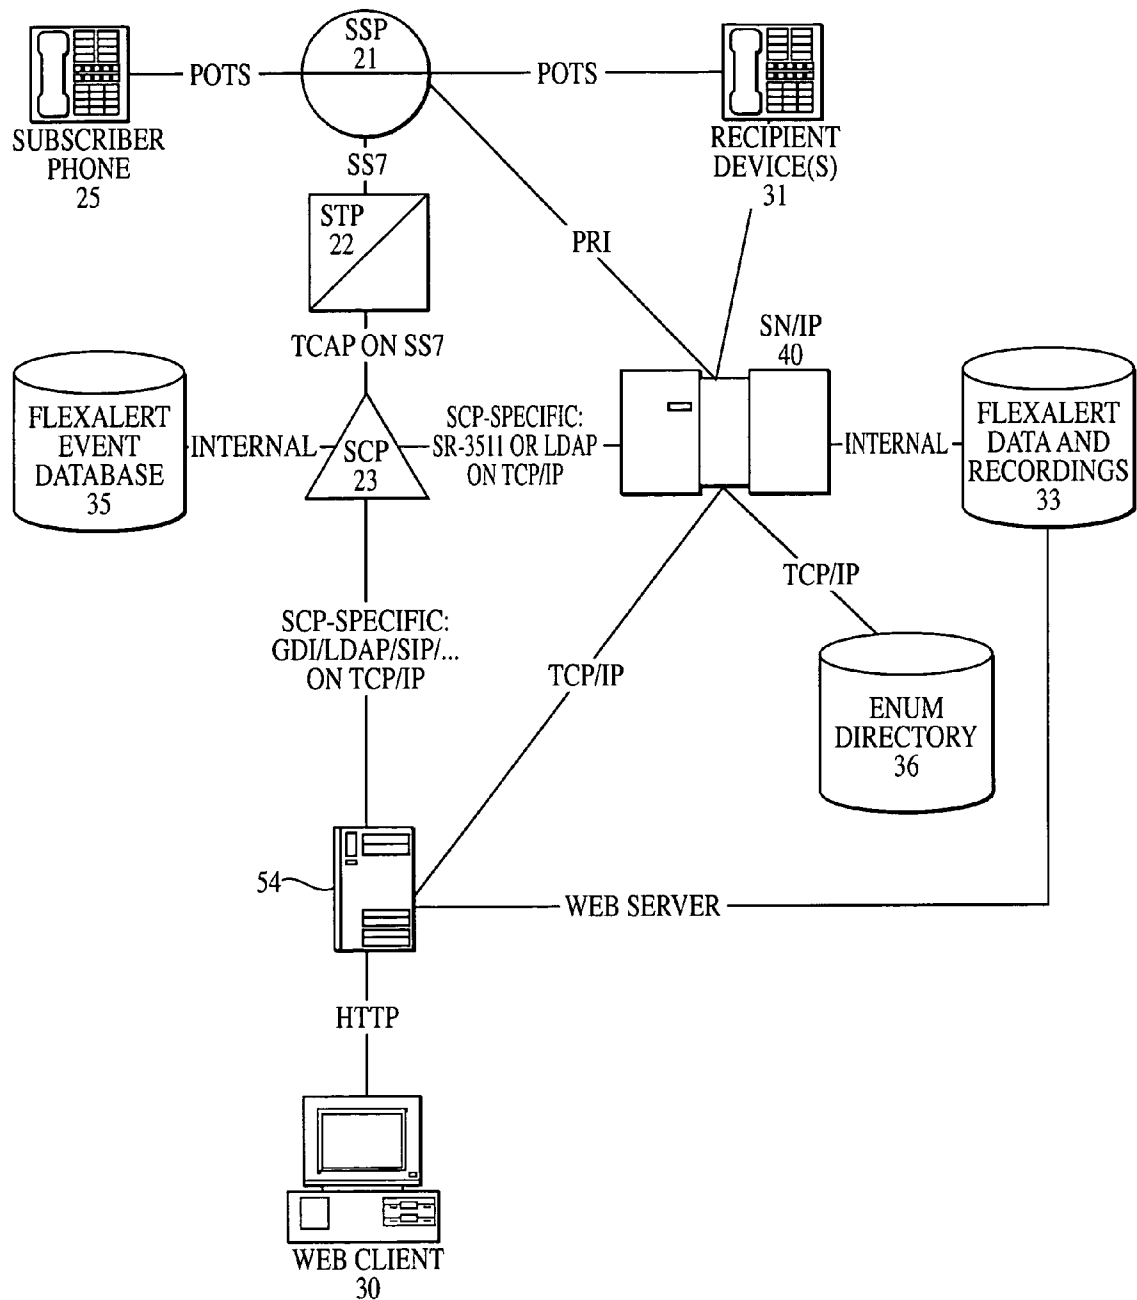 SSP
21
POTS
POTS
SUBSCRIBER
PHONE
25
RECIPIENT
DEVICE(S)
31
SS7
STP
22
PRI
TCAP ON SS7
SN/IP
40
FLEXALERT
EVENT
DATABASE
35
INTERNAL
SCP
23
SCP-SPECIFIC:
SR-3511 OR LDAP
ON TCP/IP
INTERNAL
FLEXALERT
DATA AND
RECORDINGS
33
TCP/IP
SCP-SPECIFIC:
GDI/LDAP/SIP/...
ON TCP/IP
TCP/IP
ENUM
DIRECTORY
36
54
WEB SERVER
HTTP
WEB CLIENT
30